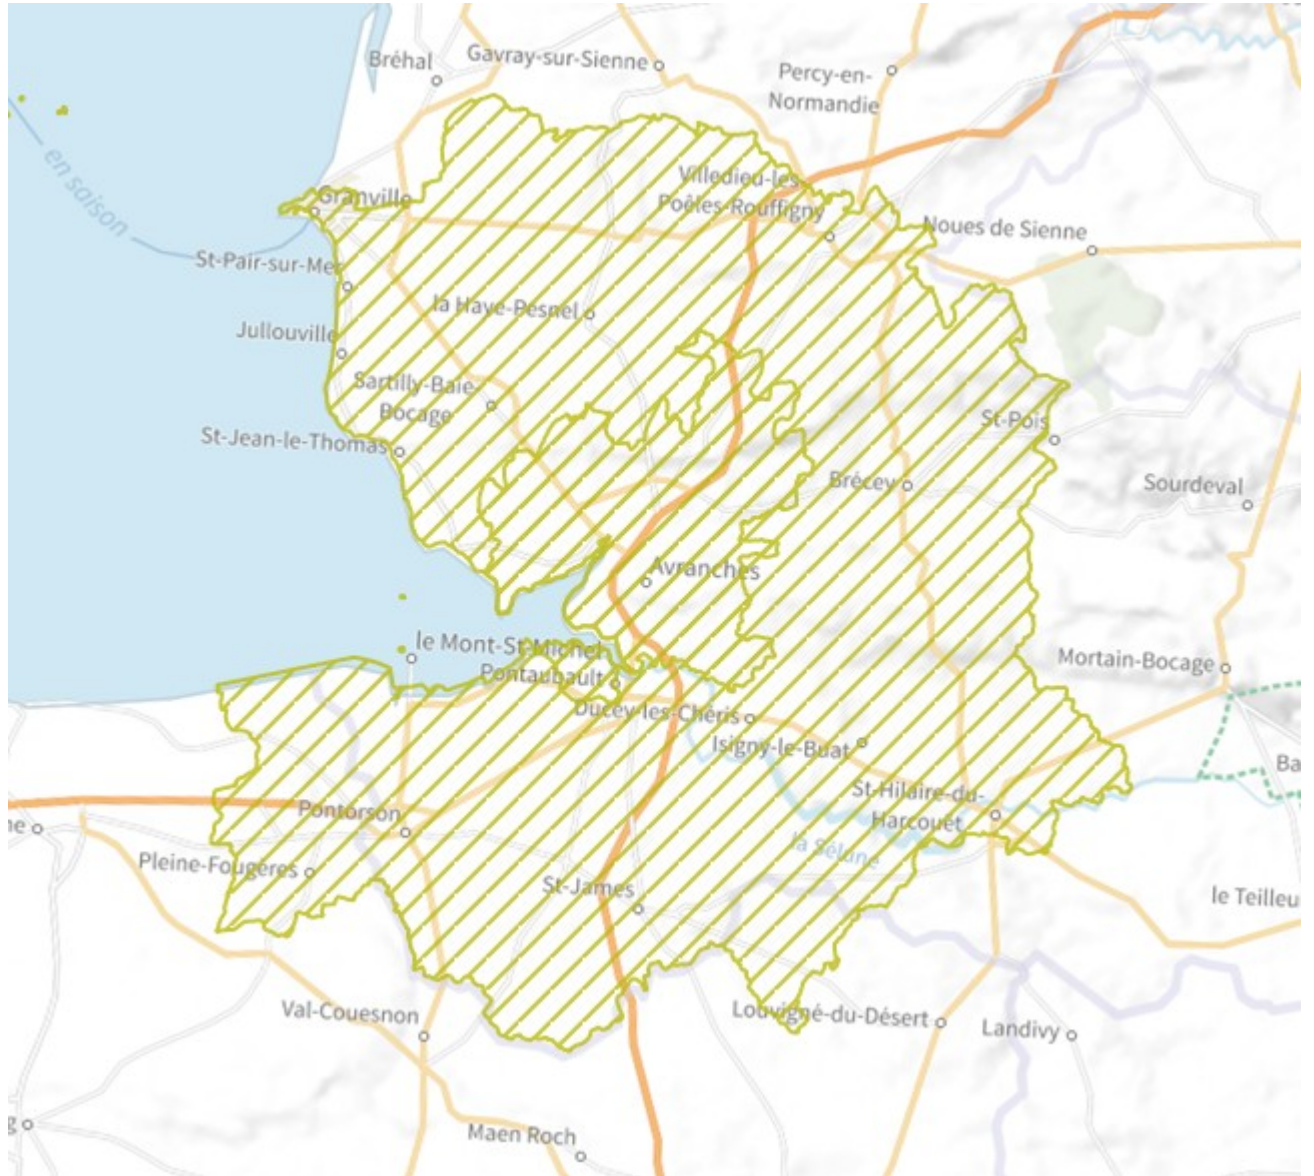 Bréhal
Gavray-sur-Sienne
Percy-en-
Normandie
en saison
Granville
Villedieu-les-
Poêles-Rouffigny
Noues de Sienne
St-Pair-sur-Mer
la Haye-Pesnel
Jullouville
Sartilly-Baie-
Bocage
St-Jean-le-Thomas
St-Pois
Brécey
Sourdeval
Avranches
le Mont-St-Michel
Pontaubault
Mortain-Bocage
Ducey-les-Chéris
Isigny-le-Buat
Ba
St-Hilaire-du-
Harcouët
Pontorson
ne
la Sélune
Pleine-Fougères
St-James
le Teilleu
Val-Couesnon
Louvigné-du-Désert
Landivy
g
Maen Roch